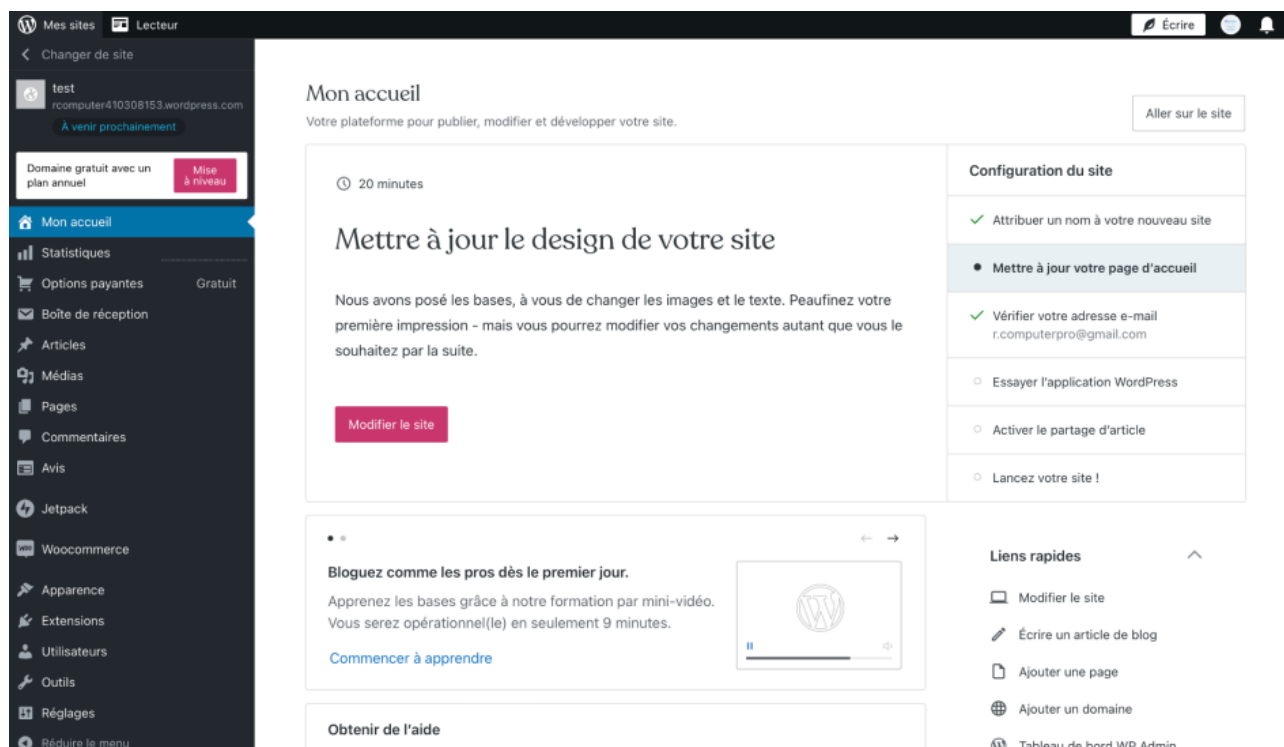 Mes sites
Lecteur
Écrire
Changer de site
test
rcomputer410308153.wordpress.com
À venir prochainement
Domaine gratuit avec un
plan annuel
Mise
à niveau
Mon accueil
Statistiques
Options payantes
Gratuit
Boîte de réception
Articles
Médias
Pages
Commentaires
Avis
Jetpack
Woocommerce
Apparence
Extensions
Utilisateurs
Outils
Réglages
Réduire le menu
Mon accueil
Votre plateforme pour publier, modifier et développer votre site.
Aller sur le site
20 minutes
Mettre à jour le design de votre site
Nous avons posé les bases, à vous de changer les images et le texte. Peaufinez votre
première impression - mais vous pourrez modifier vos changements autant que vous le
souhaitez par la suite.
Modifier le site
Configuration du site
Attribuer un nom à votre nouveau site
Mettre à jour votre page d'accueil
Vérifier votre adresse e-mail
r.computerpro@gmail.com
Essayer l'application WordPress
Activer le partage d'article
Lancez votre site !
Bloguez comme les pros dès le premier jour.
Apprenez les bases grâce à notre formation par mini-vidéo.
Vous serez opérationnel(le) en seulement 9 minutes.
Commencer à apprendre
Obtenir de l'aide
Liens rapides
Modifier le site
Écrire un article de blog
Ajouter une page
Ajouter un domaine
Tableau de bord WP Admin